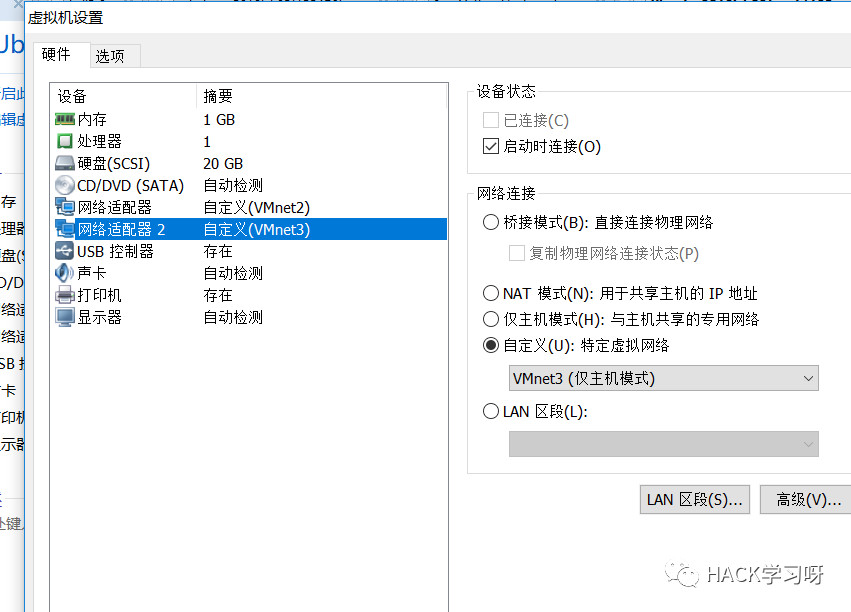 虚拟机设置
硬件 选项
设备 摘要
内存 1 GB
处理器 1
硬盘(SCSI) 20 GB
CD/DVD (SATA) 自动检测
网络适配器 自定义(VMnet2)
网络适配器 2 自定义(VMnet3)
USB 控制器 存在
声卡 自动检测
打印机 存在
显示器 自动检测
设备状态
已连接(C)
启动时连接(O)
网络连接
桥接模式(B): 直接连接物理网络
复制物理网络连接状态(P)
NAT 模式(N): 用于共享主机的 IP 地址
仅主机模式(H): 与主机共享的专用网络
自定义(U): 特定虚拟网络
VMnet3 (仅主机模式)
LAN 区段(L):
LAN 区段(S)... 高级(V)...
HACK学习呀